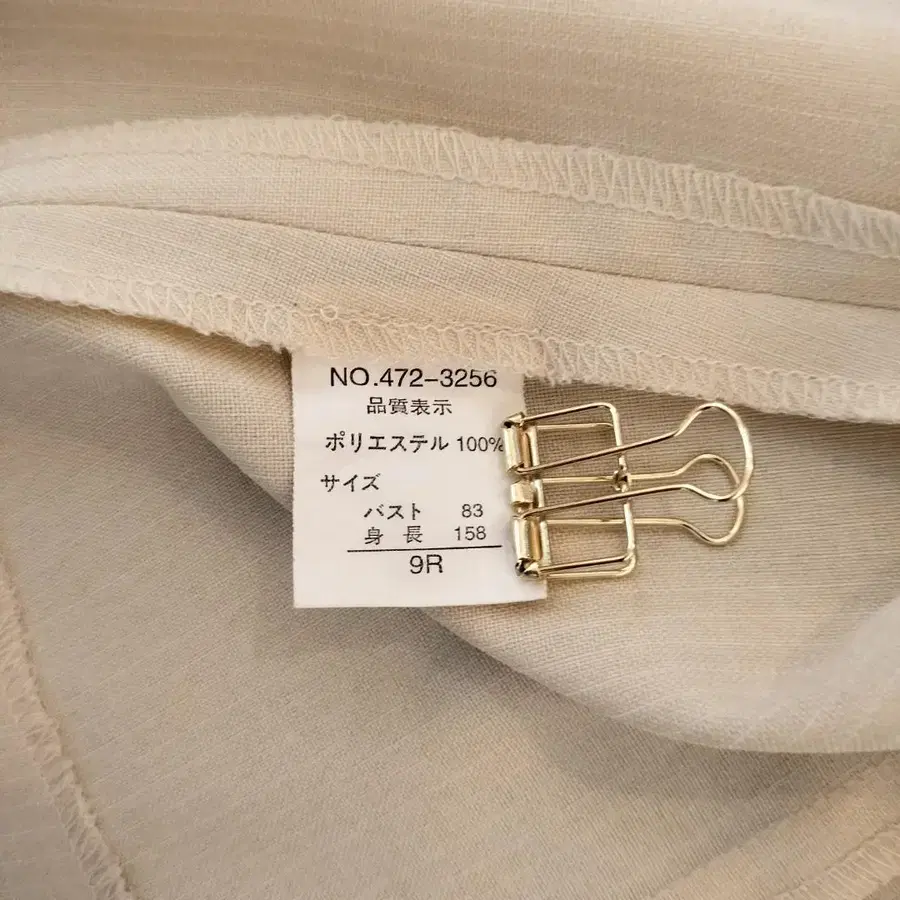 NO.472-3256
品質表示
ポリエステル 100%
サイズ
バスト 83
身長 158
9R